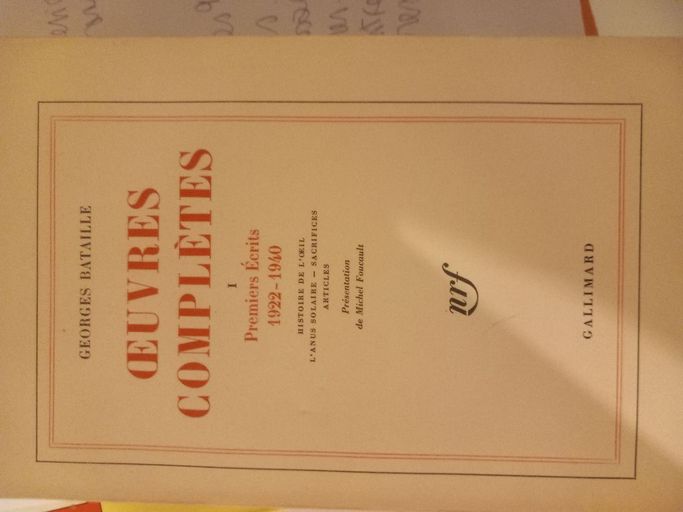 GEORGES BATAILLE
ŒUVRES
COMPLÈTES
I
Premiers Écrits
1922-1940
HISTOIRE DE L'ŒIL
L'ANUS SOLAIRE — SACRIFICES
ARTICLES
Présentation
de Michel Foucault
nrf
GALLIMARD